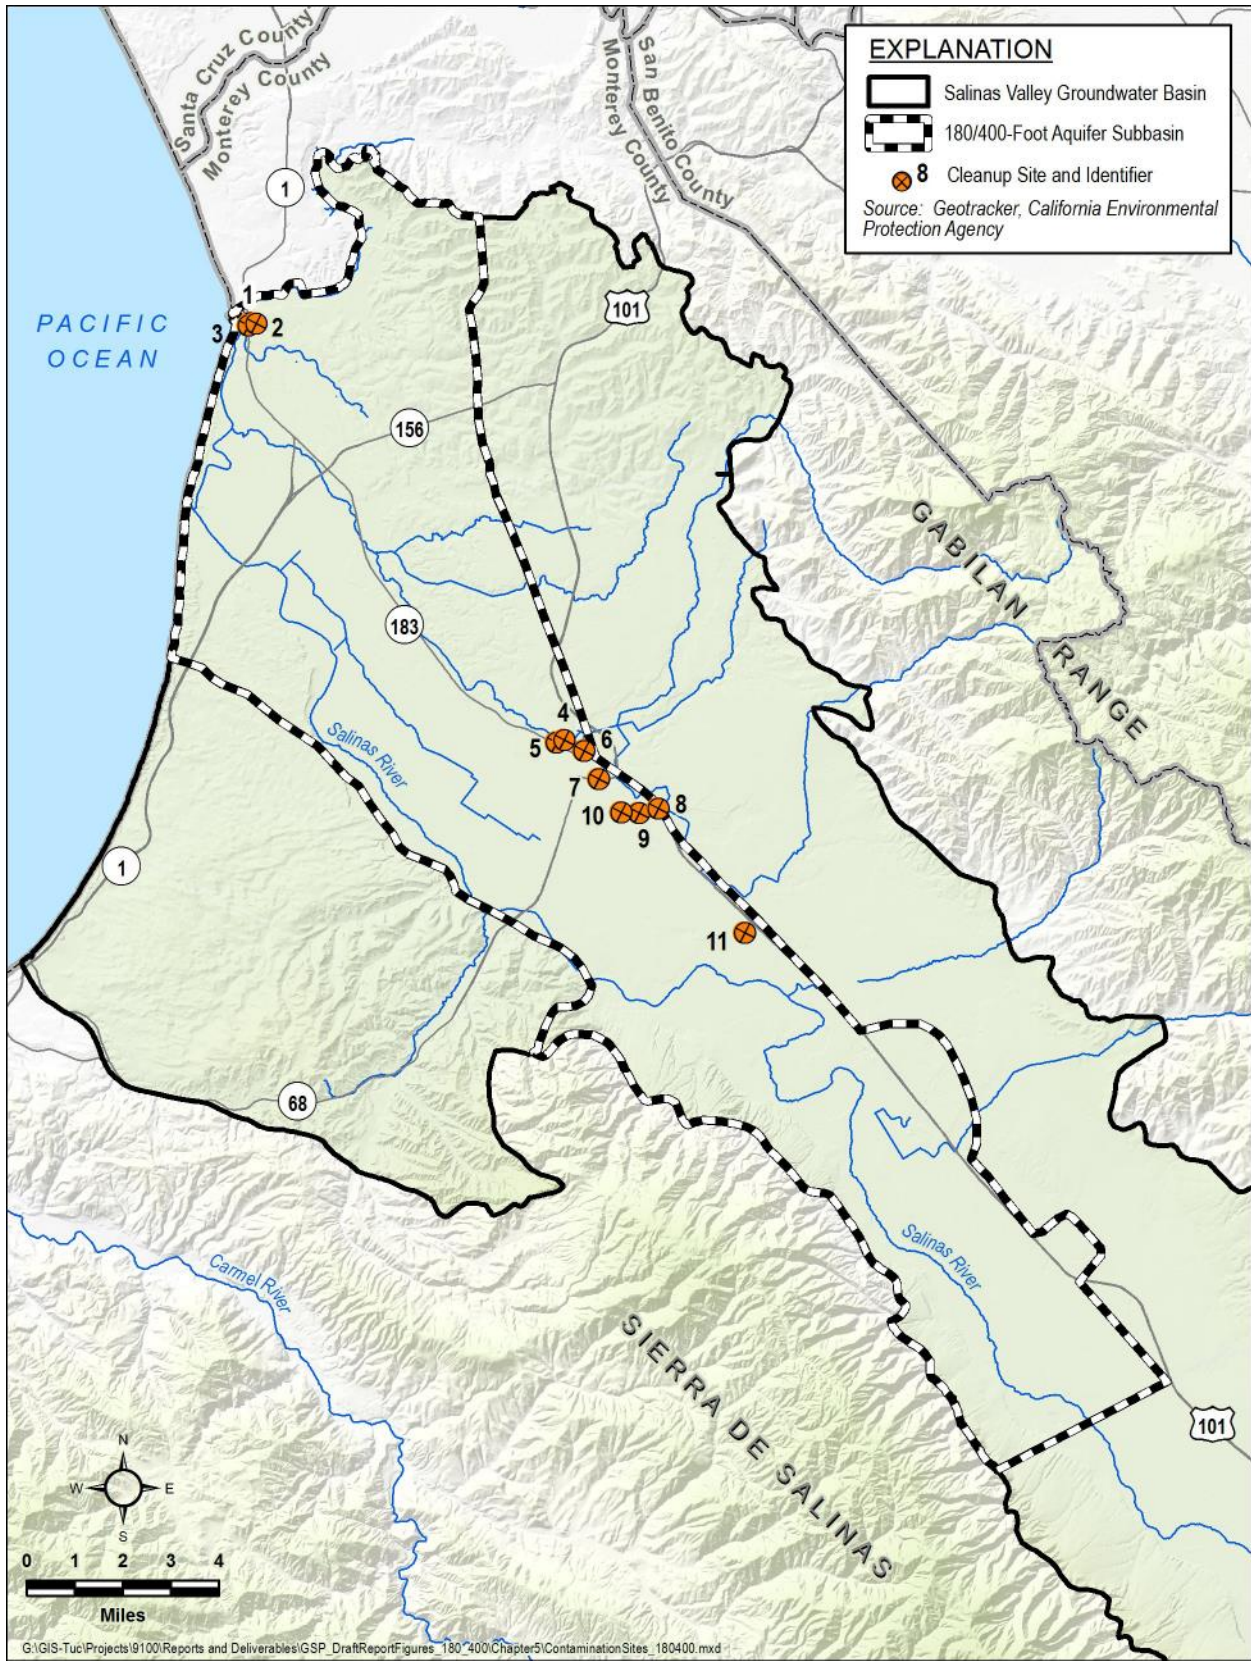 EXPLANATION
Salinas Valley Groundwater Basin
180/400-Foot Aquifer Subbasin
8 Cleanup Site and Identifier
Source: Geotracker, California Environmental
Protection Agency
Santa Cruz County
Monterey County
San Benito County
Monterey County
1
1
3
2
101
PACIFIC
OCEAN
156
GABILAN
RANGE
183
4
5
6
Salinas River
7
8
10
9
1
11
68
Salinas River
Carmel River
SIERRA DE SALINAS
101
N
W
E
S
0 1 2 3 4
Miles
G:\GIS-Tuc\Projects\9100\Reports and Deliverables\GSP_DraftReportFigures_180_400\Chapter5\ContaminationSites_180400.mxd